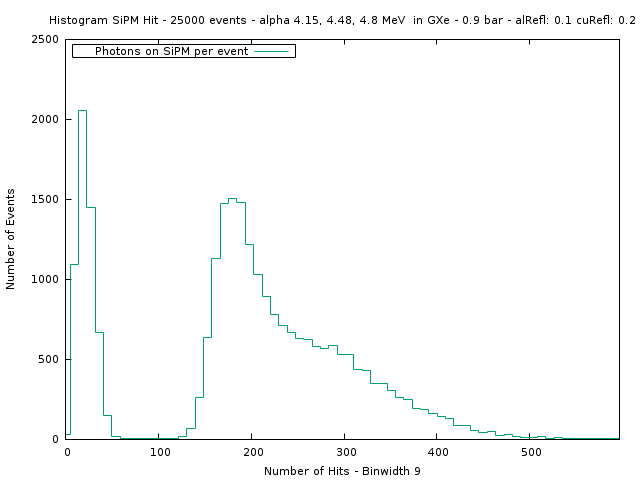 Histogram SiPM Hit - 25000 events - alpha 4.15, 4.48, 4.8 MeV  in GXe - 0.9 bar - alRefl: 0.1 cuRefl: 0.2
Photons on SiPM per event
2500
2000
1500
1000
500
0
Number of Events
0 100 200 300 400 500
Number of Hits - Binwidth 9